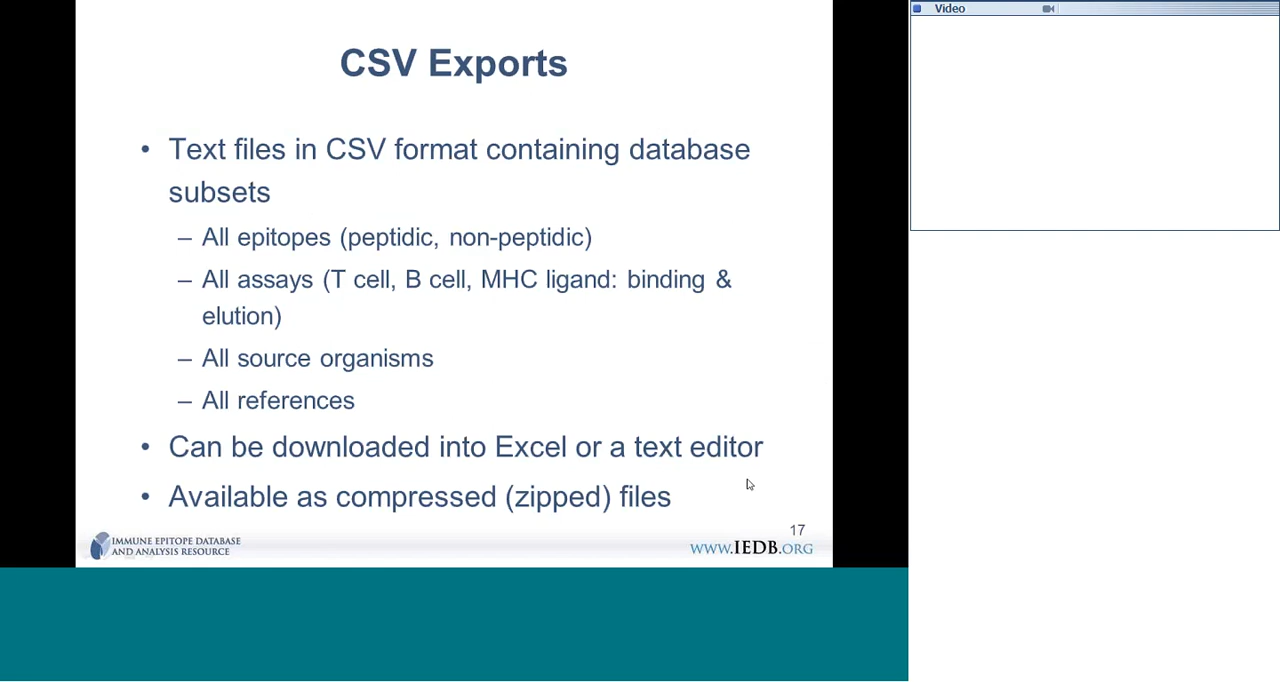 Video
CSV Exports
• Text files in CSV format containing database
subsets
– All epitopes (peptidic, non-peptidic)
– All assays (T cell, B cell, MHC ligand: binding &
elution)
– All source organisms
– All references
• Can be downloaded into Excel or a text editor
• Available as compressed (zipped) files
17
IMMUNE EPITOPE DATABASE
AND ANALYSIS RESOURCE
WWW.IEDB.ORG